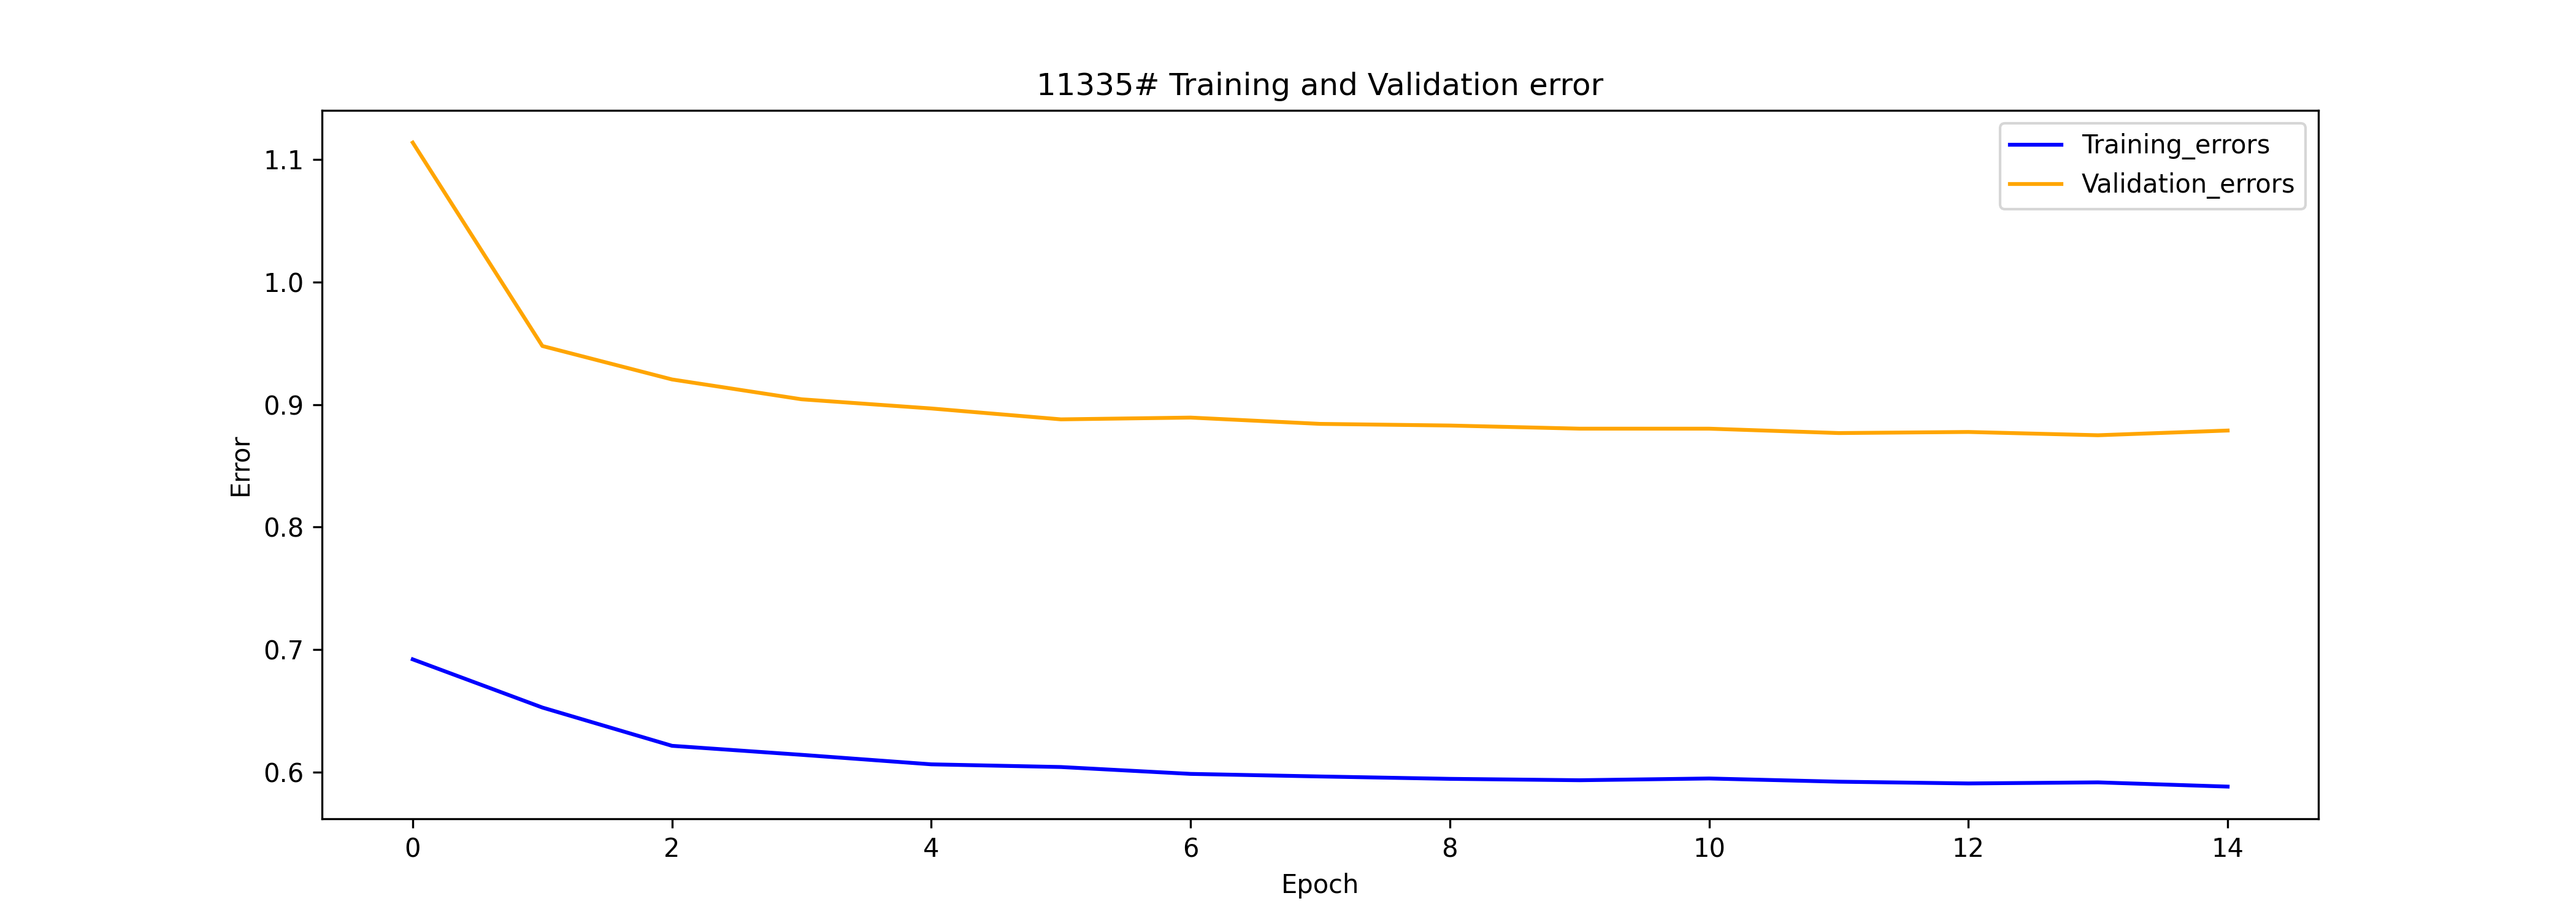 11335# Training and Validation error
Training_errors
Validation_errors
1.1
1.0
0.9
0.8
0.7
0.6
Error
0 2 4 6 8 10 12 14
Epoch